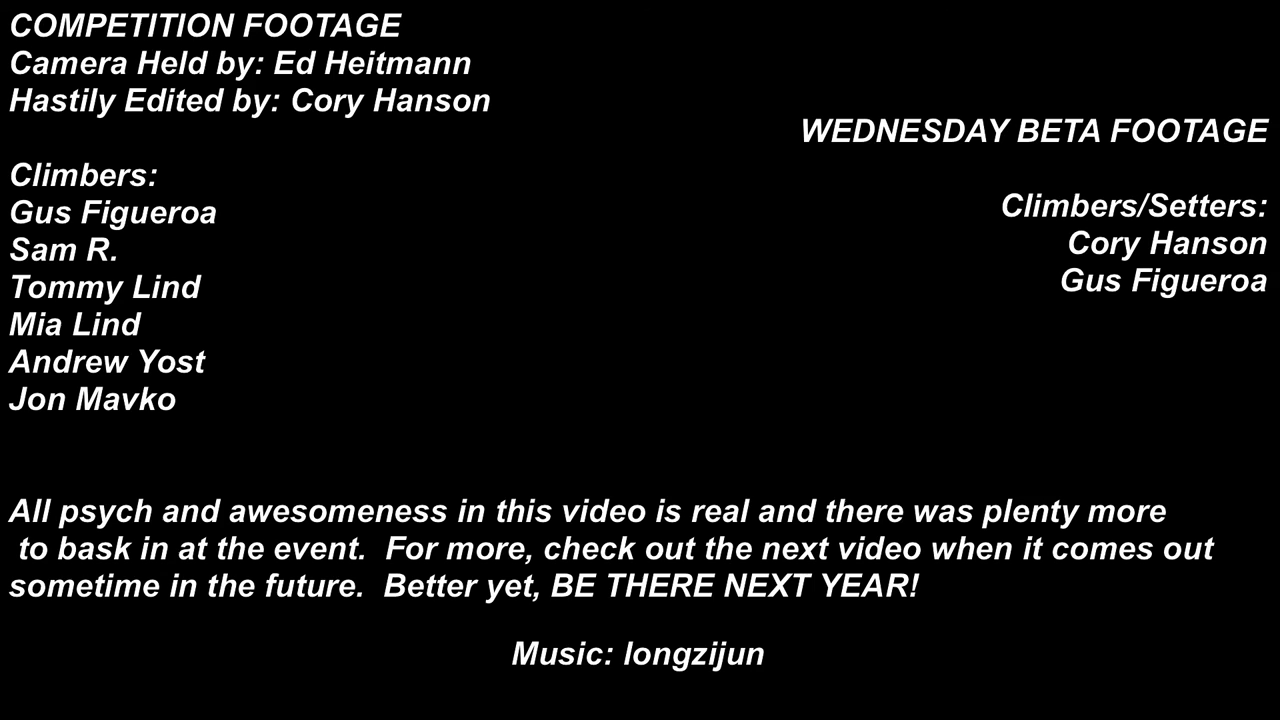 COMPETITION FOOTAGE
Camera Held by: Ed Heitmann
Hastily Edited by: Cory Hanson
Climbers:
Gus Figueroa
Sam R.
Tommy Lind
Mia Lind
Andrew Yost
Jon Mavko
WEDNESDAY BETA FOOTAGE
Climbers/Setters:
Cory Hanson
Gus Figueroa
All psych and awesomeness in this video is real and there was plenty more
to bask in at the event. For more, check out the next video when it comes out
sometime in the future. Better yet, BE THERE NEXT YEAR!
Music: longzijun